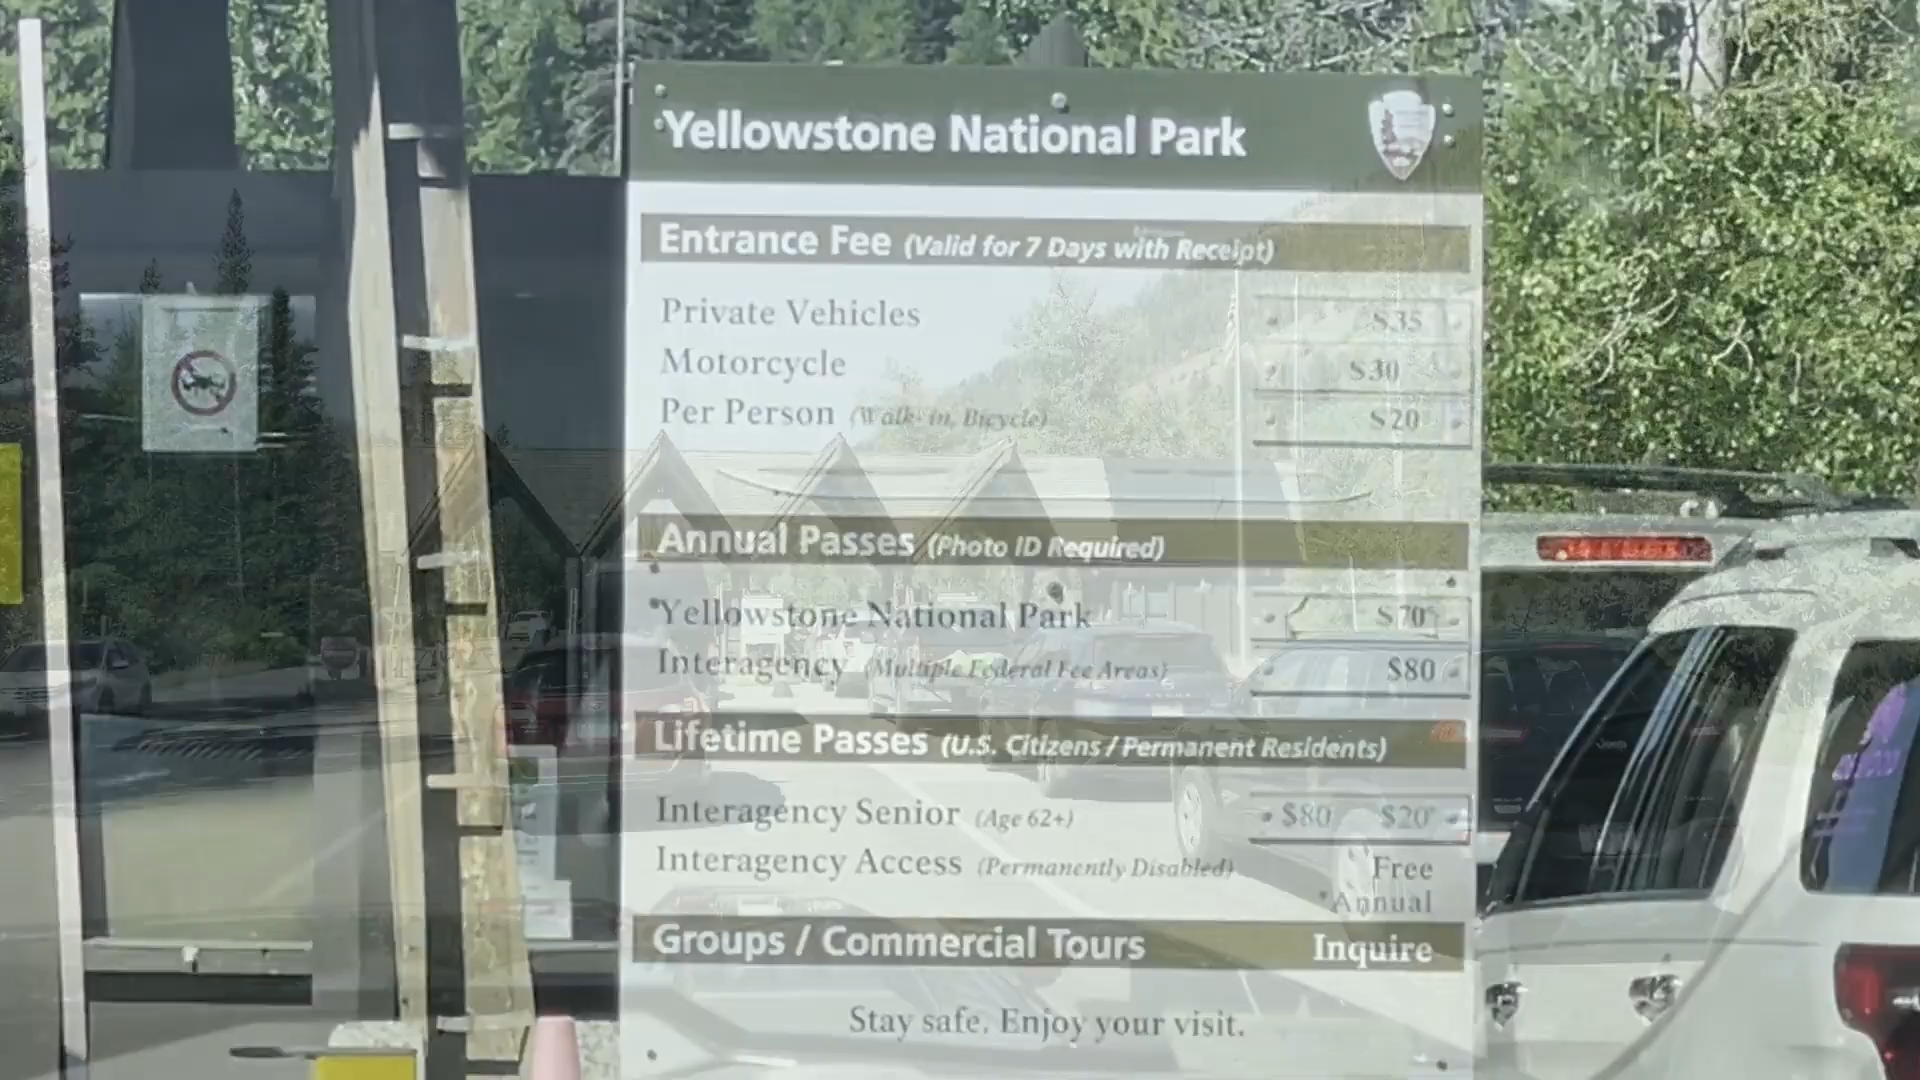 Yellowstone National Park
Entrance Fee (Valid for 7 Days with Receipt)
Private Vehicles $35
Motorcycle $30
Per Person (Walk-in, Bicycle) $20
Annual Passes (Photo ID Required)
Yellowstone National Park $70
Interagency (Multiple Federal Fee Areas) $80
Lifetime Passes (U.S. Citizens / Permanent Residents)
Interagency Senior (Age 62+) $80 $20*
Interagency Access (Permanently Disabled) Free
*Annual
Groups / Commercial Tours Inquire
Stay safe. Enjoy your visit.